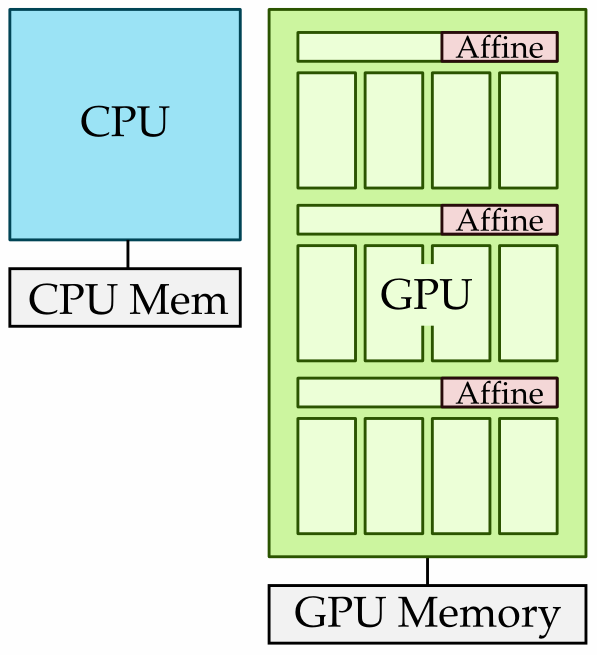 CPU
CPU Mem
Affine
Affine
GPU
Affine
GPU Memory